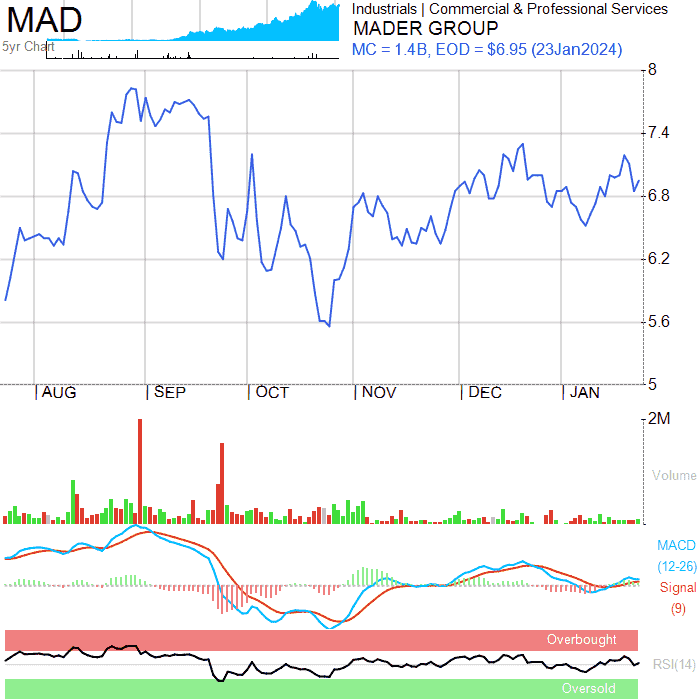 MAD
5yr Chart
Industrials | Commercial & Professional Services
MADER GROUP
MC = 1.4B, EOD = $6.95 (23Jan2024)
8
7.4
6.8
6.2
5.6
5
|AUG |SEP |OCT |NOV |DEC |JAN
2M
Volume
MACD
(12-26)
Signal
(9)
Overbought
RSI(14)
Oversold